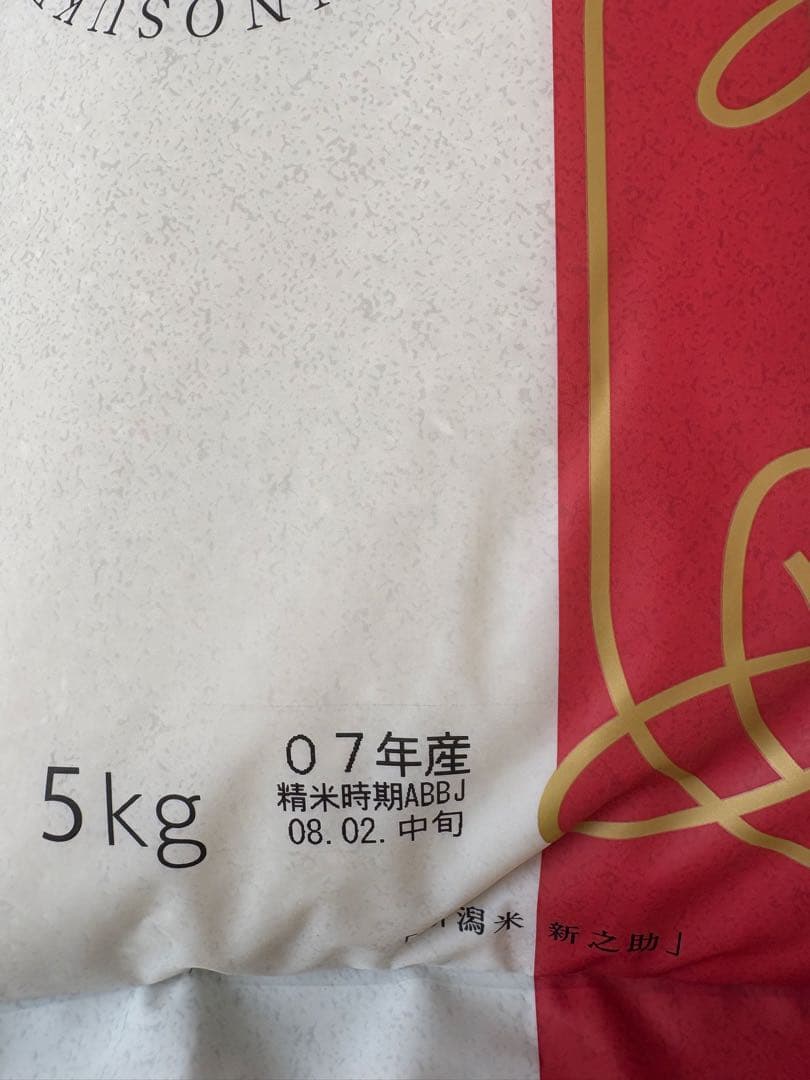 NOSUK
5kg
07年産
精米時期ABBJ
08.02.中旬
潟米 新之助」